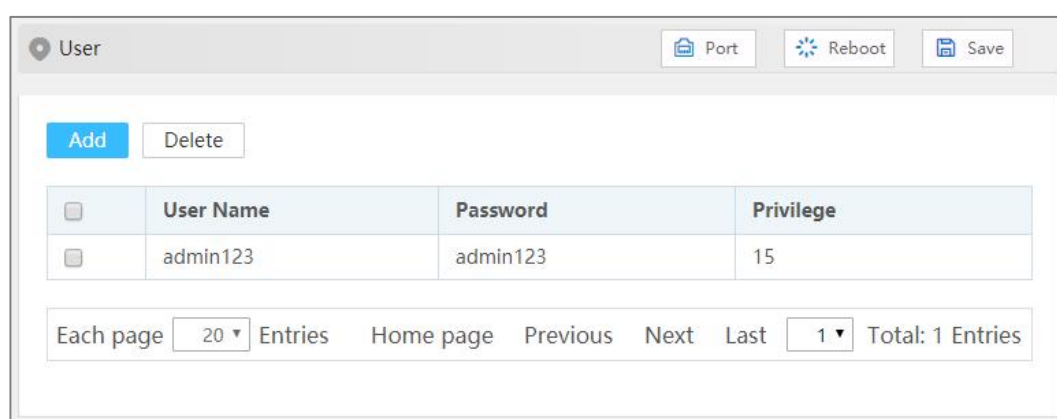 User Port Reboot Save
Add Delete
User Name Password Privilege
admin123 admin123 15
Each page 20 Entries Home page Previous Next Last 1 Total: 1 Entries